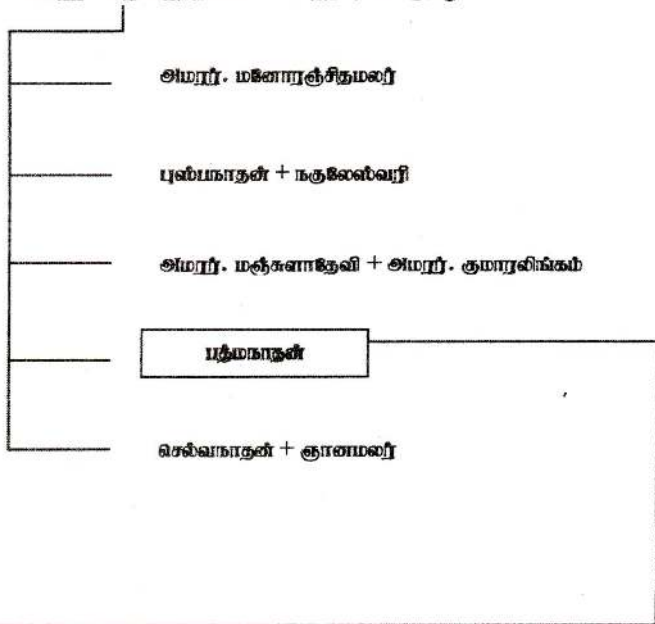 அமரர். மனோரஞ்சிதமலர்
புஸ்பநாதன் + நகுலேஸ்வரி
அமரர். மஞ்சுளாதேவி + அமரர். குமாரலிங்கம்
பத்மநாதன்
செல்வநாதன் + ஞானமலர்